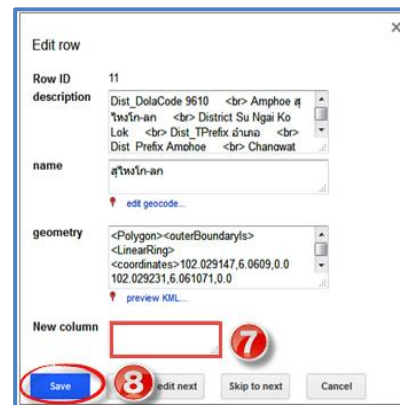 x
Edit row
Row ID 11
description Dist_DolaCode 9610 <br> Amphoe สุ
ไหงโก-ลก <br> District Su Ngai Ko
Lok <br> Dist_TPrefix อำเภอ <br>
Dist_Prefix Amphoe <br> Changwat
name สุไหงโก-ลก
edit geocode...
geometry <Polygon><outerBoundaryIs>
<LinearRing>
<coordinates>102.029147,6.0609,0.0
102.029231,6.061071,0.0
preview KML...
New column 7
Save 8 edit next Skip to next Cancel